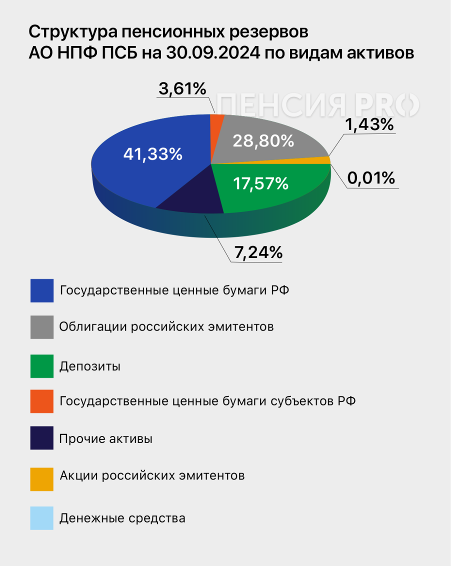 Структура пенсионных резервов
АО НПФ ПСБ на 30.09.2024 по видам активов
ПЕНСИЯ PRO
3,61%
1,43%
41,33%
28,80%
17,57%
0,01%
7,24%
Государственные ценные бумаги РФ
Облигации российских эмитентов
Депозиты
Государственные ценные бумаги субъектов РФ
Прочие активы
Акции российских эмитентов
Денежные средства